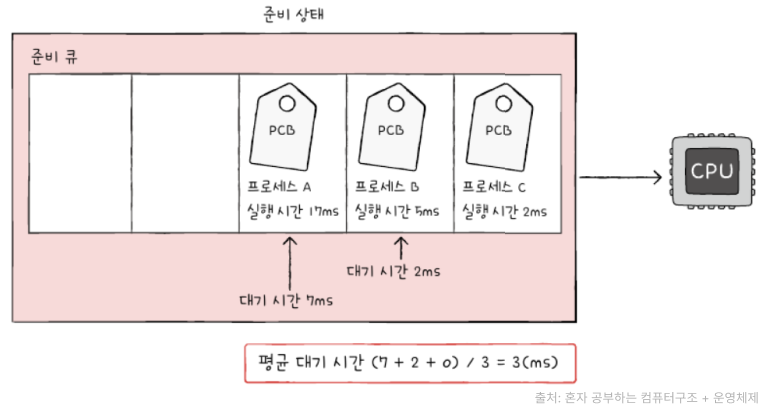 준비 상태
준비 큐
PCB
PCB
PCB
프로세스 A
실행 시간 17ms
프로세스 B
실행 시간 5ms
프로세스 C
실행 시간 2ms
CPU
대기 시간 2ms
대기 시간 7ms
평균 대기 시간 (7 + 2 + 0) / 3 = 3(ms)
출처: 혼자 공부하는 컴퓨터구조 + 운영체제